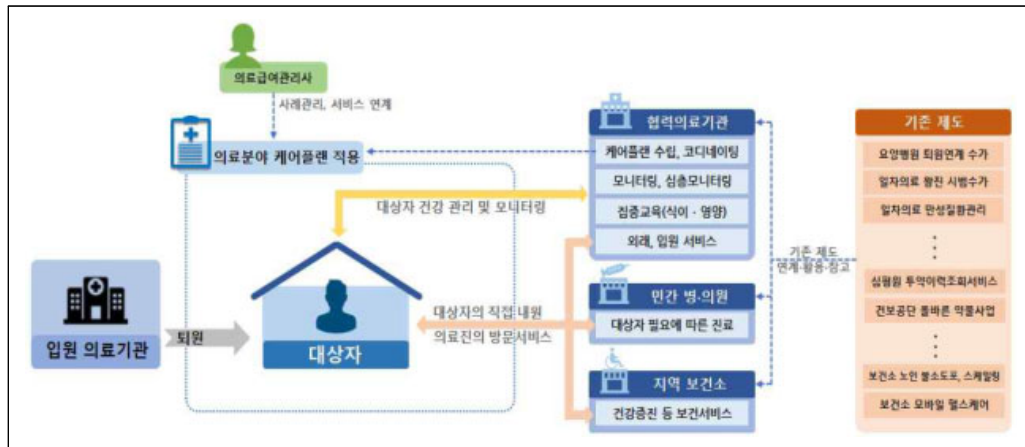 의료급여관리사
사례관리, 서비스 연계
의료분야 케어플랜 적용
대상자 건강 관리 및 모니터링
입원 의료기관
퇴원
대상자
대상자의 직접 내원
의료진의 방문서비스
협력의료기관
케어플랜 수립, 코디네이팅
모니터링, 심층모니터링
집중교육(식이·영양)
외래, 입원 서비스
민간 병·의원
대상자 필요에 따른 진료
지역 보건소
건강증진 등 보건서비스
기존 제도
연계·활용·참고
기존 제도
요양병원 퇴원연계 수가
일차의료 왕진 시범수가
일차의료 만성질환관리
심평원 투약이력조회서비스
건보공단 올바른 약물사업
보건소 노인 불소도포, 스케일링
보건소 모바일 헬스케어